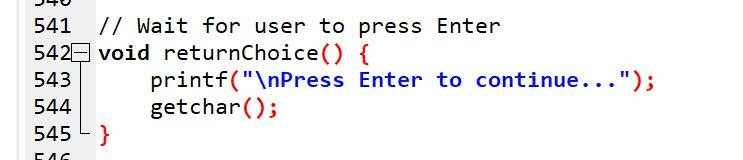 541 // Wait for user to press Enter
542 void returnChoice() {
543 printf("\nPress Enter to continue...");
544 getchar();
545 }